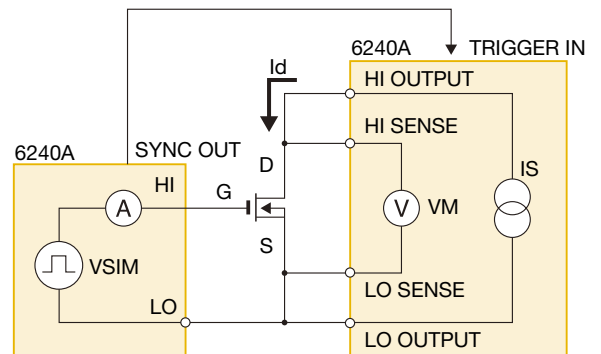 6240A
TRIGGER IN
Id
HI OUTPUT
HI SENSE
6240A
SYNC OUT
D
HI
G
IS
A
V
VM
S
VSIM
LO SENSE
LO
LO OUTPUT